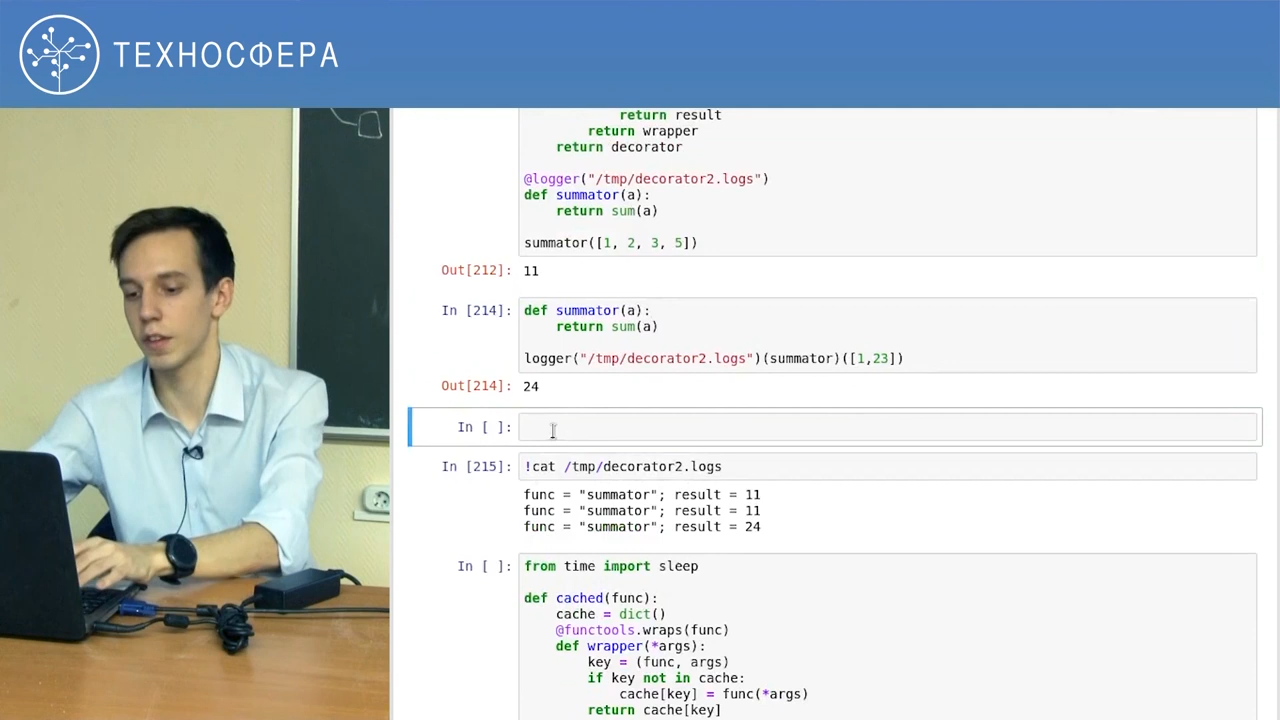 ТЕХНОСФЕРА
return result
return wrapper
return decorator
@logger("/tmp/decorator2.logs")
def summator(a):
return sum(a)
summator([1, 2, 3, 5])
Out[212]: 11
In [214]: def summator(a):
return sum(a)
logger("/tmp/decorator2.logs")(summator)([1,23])
Out[214]: 24
In [ ]:
In [215]: !cat /tmp/decorator2.logs
func = "summator"; result = 11
func = "summator"; result = 11
func = "summator"; result = 24
In [ ]: from time import sleep
def cached(func):
cache = dict()
@functools.wraps(func)
def wrapper(*args):
key = (func, args)
if key not in cache:
cache[key] = func(*args)
return cache[key]